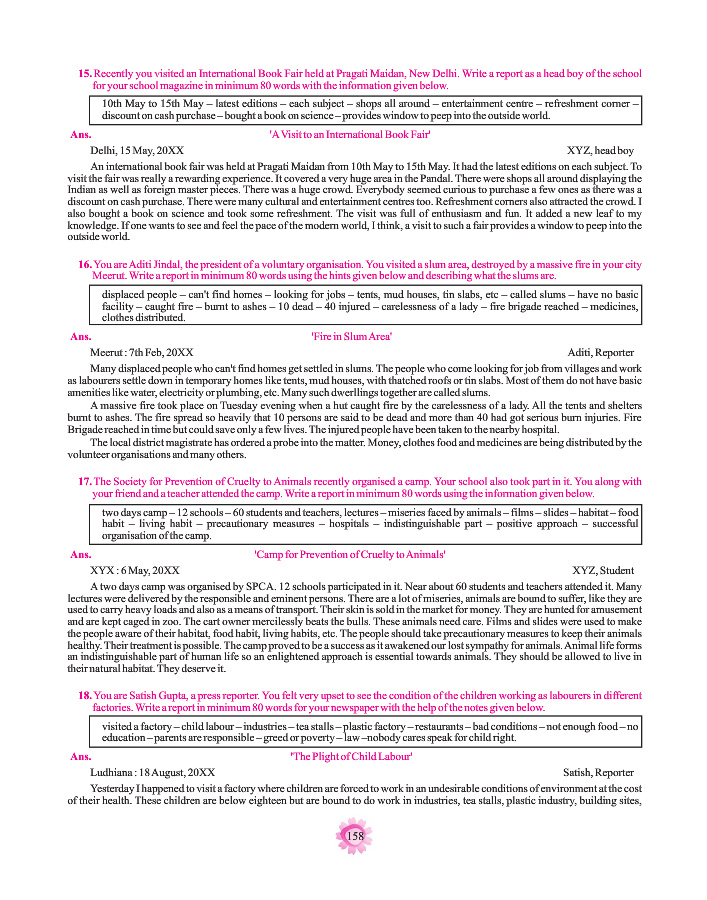 15. Recently you visited an International Book Fair held at Pragati Maidan, New Delhi. Write a report as a head boy of the school
for your school magazine in minimum 80 words with the information given below.
10th May to 15th May – latest editions – each subject – shops all around – entertainment centre – refreshment corner –
discount on cash purchase – bought a book on science – provides window to peep into the outside world.
Ans. 'A Visit to an International Book Fair'
Delhi, 15 May, 20XX XYZ, head boy
An international book fair was held at Pragati Maidan from 10th May to 15th May. It had the latest editions on each subject. To
visit the fair was really a rewarding experience. It covered a very huge area in the Pandal. There were shops all around displaying the
Indian as well as foreign master pieces. There was a huge crowd. Everybody seemed curious to purchase a few ones as there was a
discount on cash purchase. There were many cultural and entertainment centres too. Refreshment corners also attracted the crowd. I
also bought a book on science and took some refreshment. The visit was full of enthusiasm and fun. It added a new leaf to my
knowledge. If one wants to see and feel the pace of the modern world, I think, a visit to such a fair provides a window to peep into the
outside world.
16. You are Aditi Jindal, the president of a voluntary organisation. You visited a slum area, destroyed by a massive fire in your city
Meerut. Write a report in minimum 80 words using the hints given below and describing what the slums are.
displaced people – can't find homes – looking for jobs – tents, mud houses, tin slabs, etc – called slums – have no basic
facility – caught fire – burnt to ashes – 10 dead – 40 injured – carelessness of a lady – fire brigade reached – medicines,
clothes distributed.
Ans. 'Fire in Slum Area'
Meerut : 7th Feb, 20XX Aditi, Reporter
Many displaced people who can't find homes get settled in slums. The people who come looking for job from villages and work
as labourers settle down in temporary homes like tents, mud houses, with thatched roofs or tin slabs. Most of them do not have basic
amenities like water, electricity or plumbing, etc. Many such dwerllings together are called slums.
A massive fire took place on Tuesday evening when a hut caught fire by the carelessness of a lady. All the tents and shelters
burnt to ashes. The fire spread so heavily that 10 persons are said to be dead and more than 40 had got serious burn injuries. Fire
Brigade reached in time but could save only a few lives. The injured people have been taken to the nearby hospital.
The local district magistrate has ordered a probe into the matter. Money, clothes food and medicines are being distributed by the
volunteer organisations and many others.
17. The Society for Prevention of Cruelty to Animals recently organised a camp. Your school also took part in it. You along with
your friend and a teacher attended the camp. Write a report in minimum 80 words using the information given below.
two days camp – 12 schools – 60 students and teachers, lectures – miseries faced by animals – films – slides – habitat – food
habit – living habit – precautionary measures – hospitals – indistinguishable part – positive approach – successful
organisation of the camp.
Ans. 'Camp for Prevention of Cruelty to Animals'
XYX : 6 May, 20XX XYZ, Student
A two days camp was organised by SPCA. 12 schools participated in it. Near about 60 students and teachers attended it. Many
lectures were delivered by the responsible and eminent persons. There are a lot of miseries, animals are bound to suffer, like they are
used to carry heavy loads and also as a means of transport. Their skin is sold in the market for money. They are hunted for amusement
and are kept caged in zoo. The cart owner mercilessly beats the bulls. These animals need care. Films and slides were used to make
the people aware of their habitat, food habit, living habits, etc. The people should take precautionary measures to keep their animals
healthy. Their treatment is possible. The camp proved to be a success as it awakened our lost sympathy for animals. Animal life forms
an indistinguishable part of human life so an enlightened approach is essential towards animals. They should be allowed to live in
their natural habitat. They deserve it.
18. You are Satish Gupta, a press reporter. You felt very upset to see the condition of the children working as labourers in different
factories. Write a report in minimum 80 words for your newspaper with the help of the notes given below.
visited a factory – child labour – industries – tea stalls – plastic factory – restaurants – bad conditions – not enough food – no
education – parents are responsible – greed or poverty – law –nobody cares speak for child right.
Ans. 'The Plight of Child Labour'
Ludhiana : 18 August, 20XX Satish, Reporter
Yesterday I happened to visit a factory where children are forced to work in an undesirable conditions of environment at the cost
of their health. These children are below eighteen but are bound to do work in industries, tea stalls, plastic industry, building sites,
158